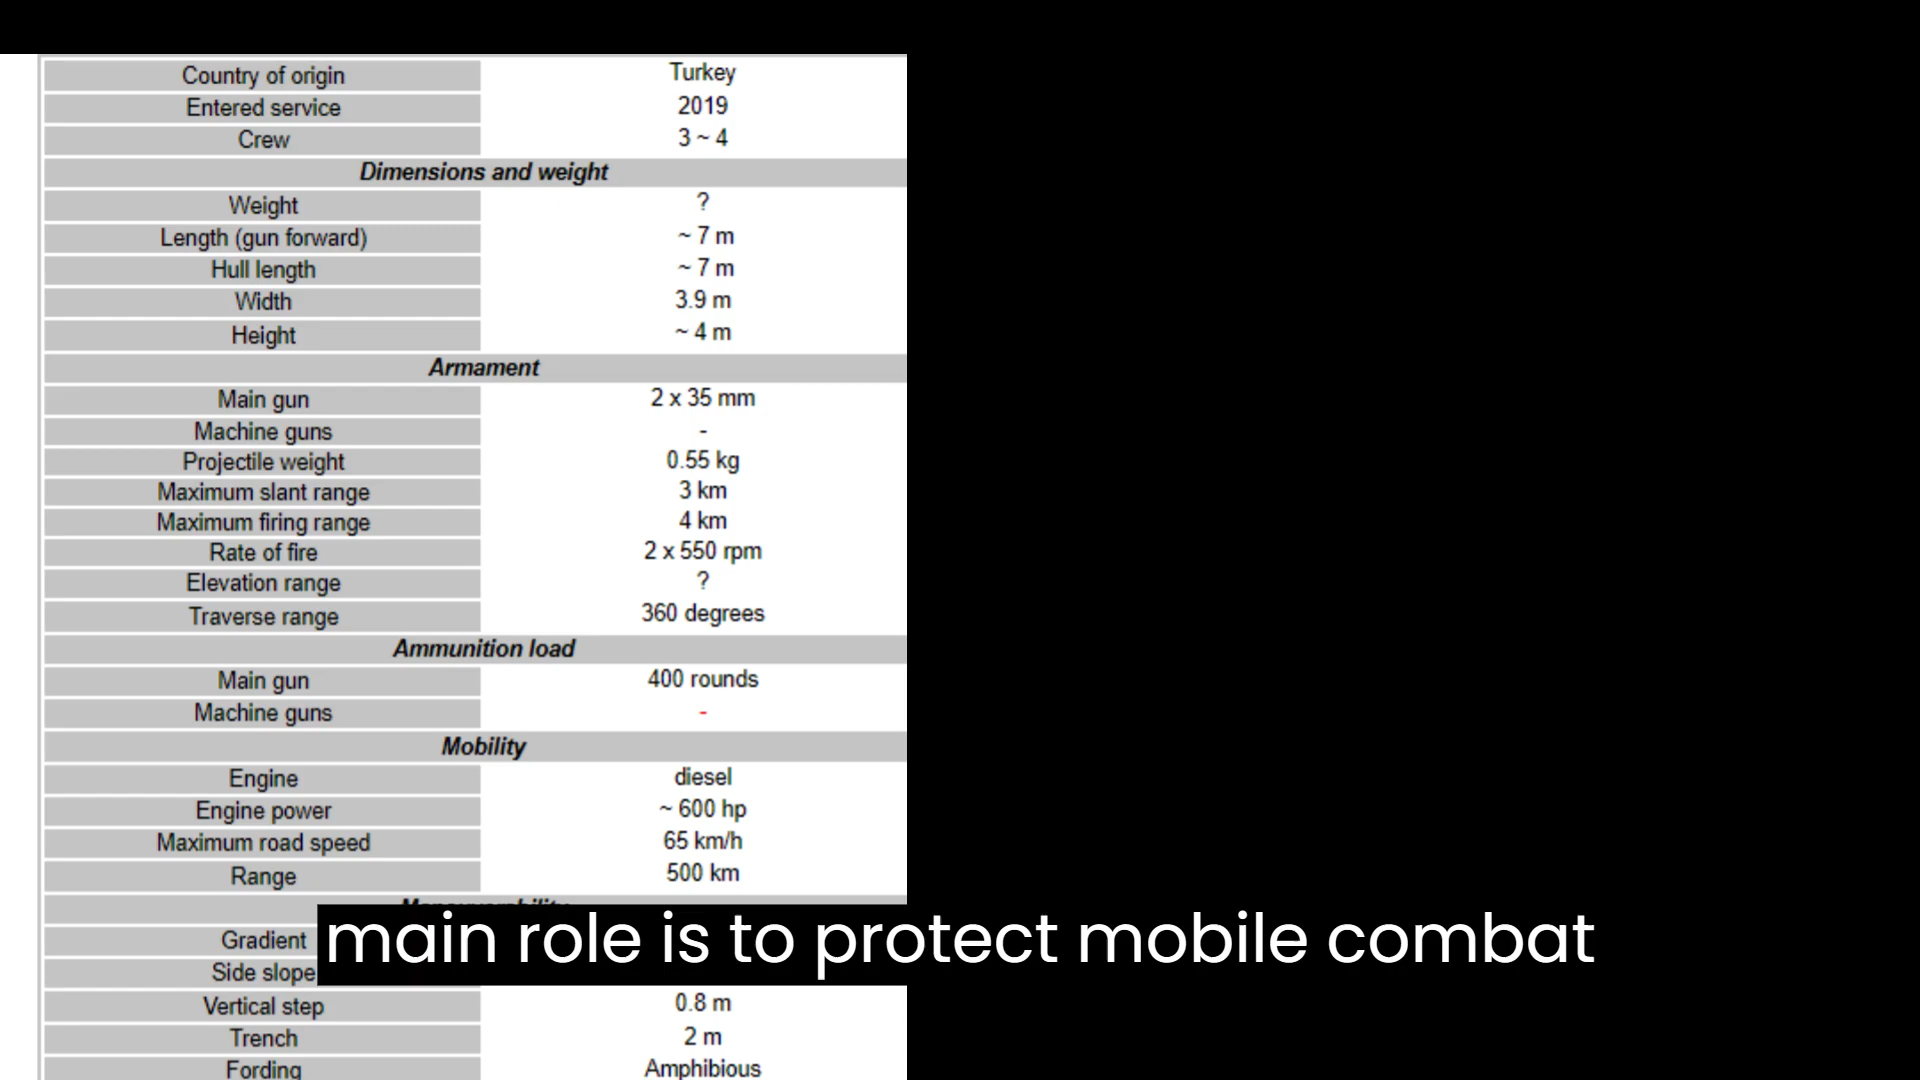 Country of origin Turkey
Entered service 2019
Crew 3 ~ 4
Dimensions and weight
Weight ?
Length (gun forward) ~ 7 m
Hull length ~ 7 m
Width 3.9 m
Height ~ 4 m
Armament
Main gun 2 x 35 mm
Machine guns -
Projectile weight 0.55 kg
Maximum slant range 3 km
Maximum firing range 4 km
Rate of fire 2 x 550 rpm
Elevation range ?
Traverse range 360 degrees
Ammunition load
Main gun 400 rounds
Machine guns -
Mobility
Engine diesel
Engine power ~ 600 hp
Maximum road speed 65 km/h
Range 500 km
Gradient
main role is to protect mobile combat
Side slope
Vertical step 0.8 m
Trench 2 m
Fording Amphibious